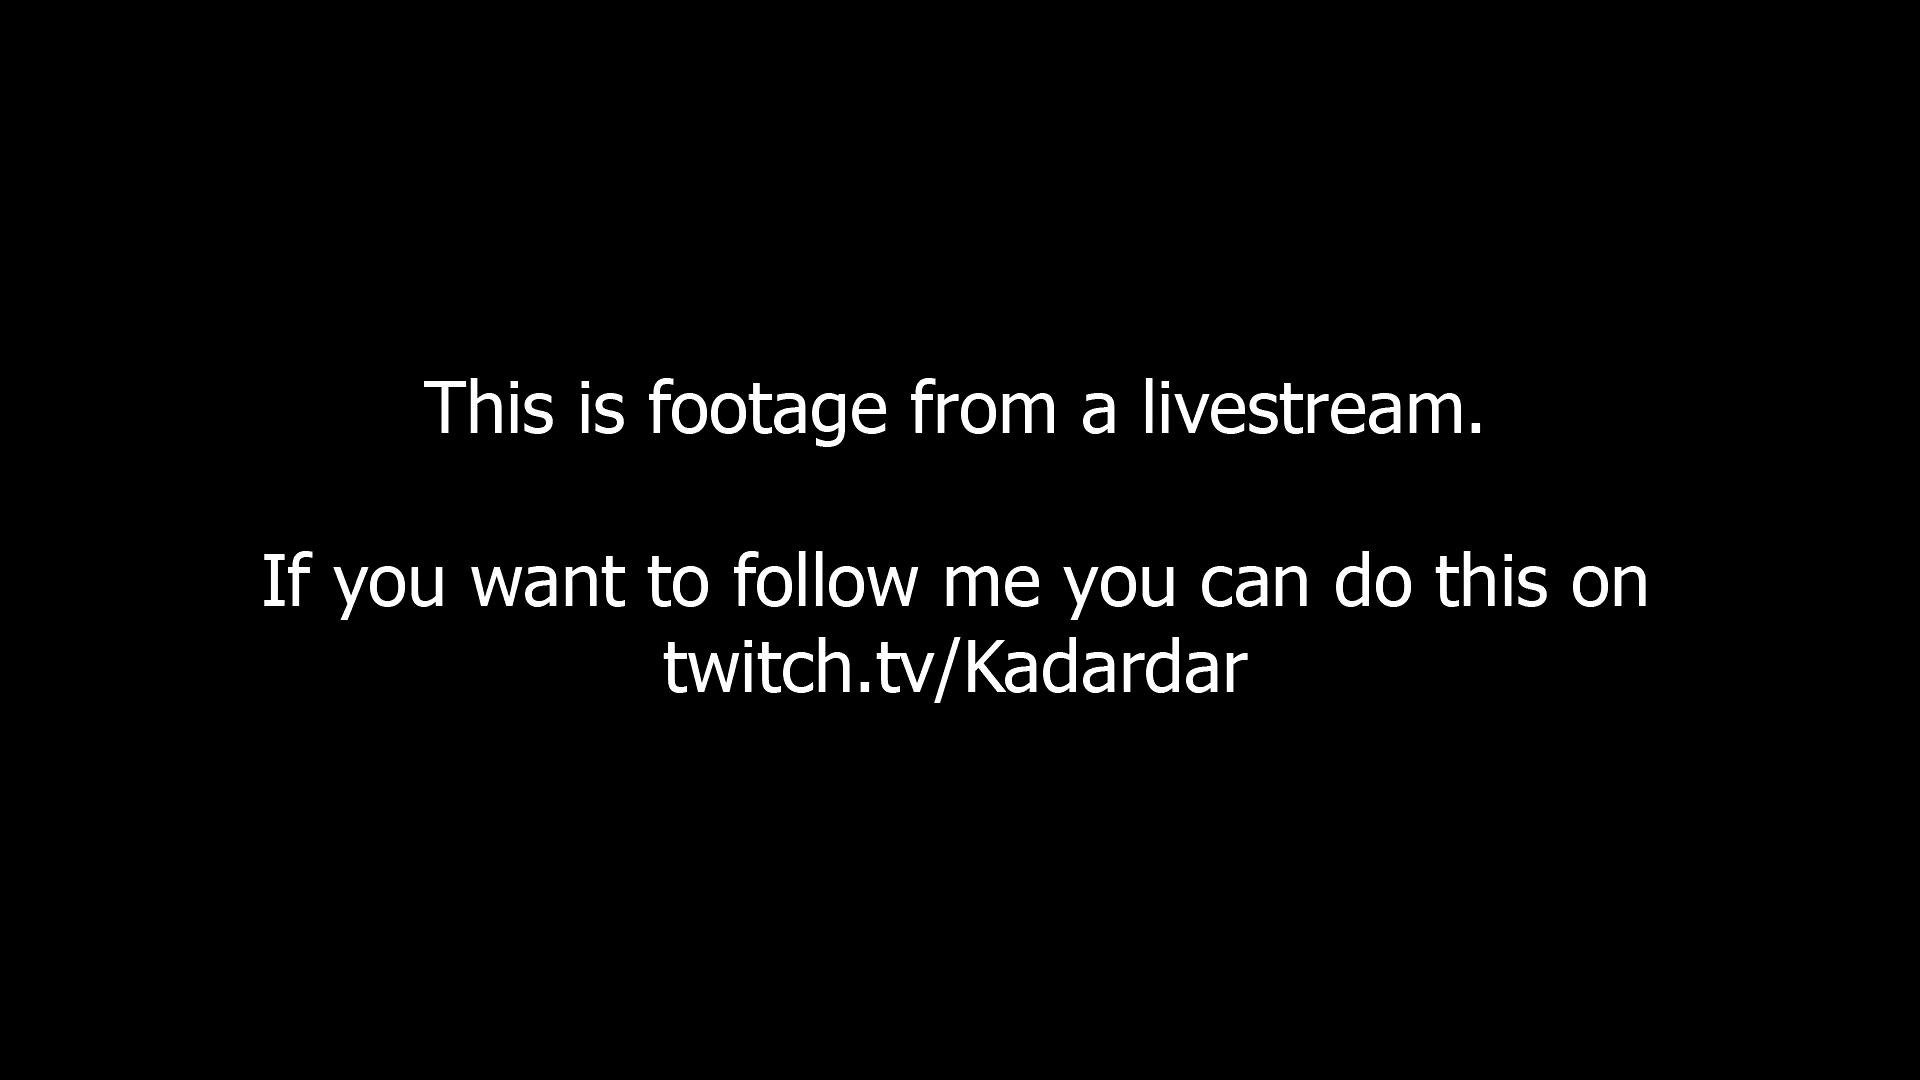 This is footage from a livestream.
If you want to follow me you can do this on
twitch.tv/Kadardar